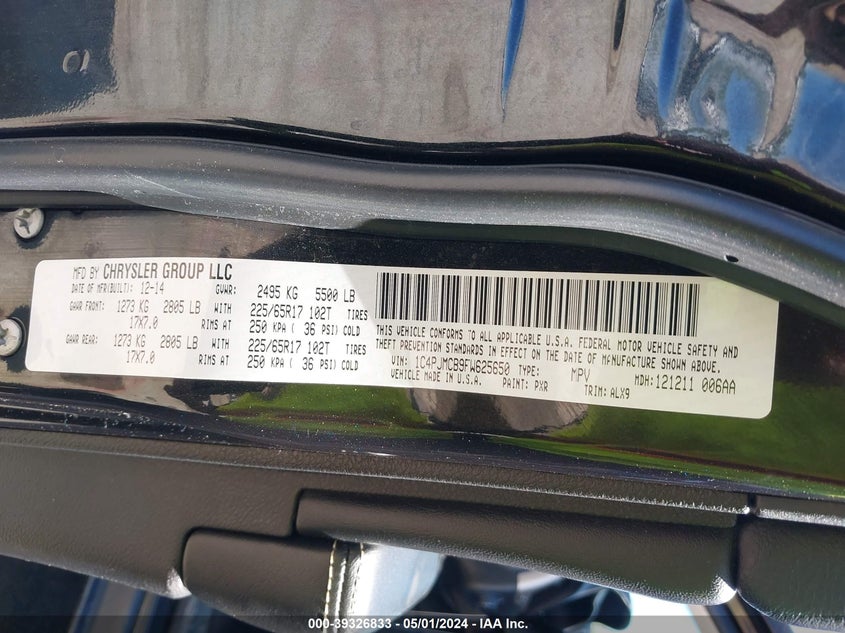 MFD BY CHRYSLER GROUP LLC
DATE OF MFR(BUILT): 12-14 GVWR: 2495 KG 5500 LB
GAWR FRONT: 1273 KG 2805 LB WITH 225/65R17 102T TIRES
17X7.0 RIMS AT 250 KPA ( 36 PSI) COLD
GAWR REAR: 1273 KG 2805 LB WITH 225/65R17 102T TIRES
17X7.0 RIMS AT 250 KPA ( 36 PSI) COLD
THIS VEHICLE CONFORMS TO ALL APPLICABLE U.S.A. FEDERAL MOTOR VEHICLE SAFETY AND
THEFT PREVENTION STANDARDS IN EFFECT ON THE DATE OF MANUFACTURE SHOWN ABOVE.
VIN: 1C4PJMCB9FW625650 TYPE: MPV MDH: 121211 006AA
VEHICLE MADE IN U.S.A. PAINT: PXR TRIM: ALX9
000-39326833 - 05/01/2024 - IAA Inc.